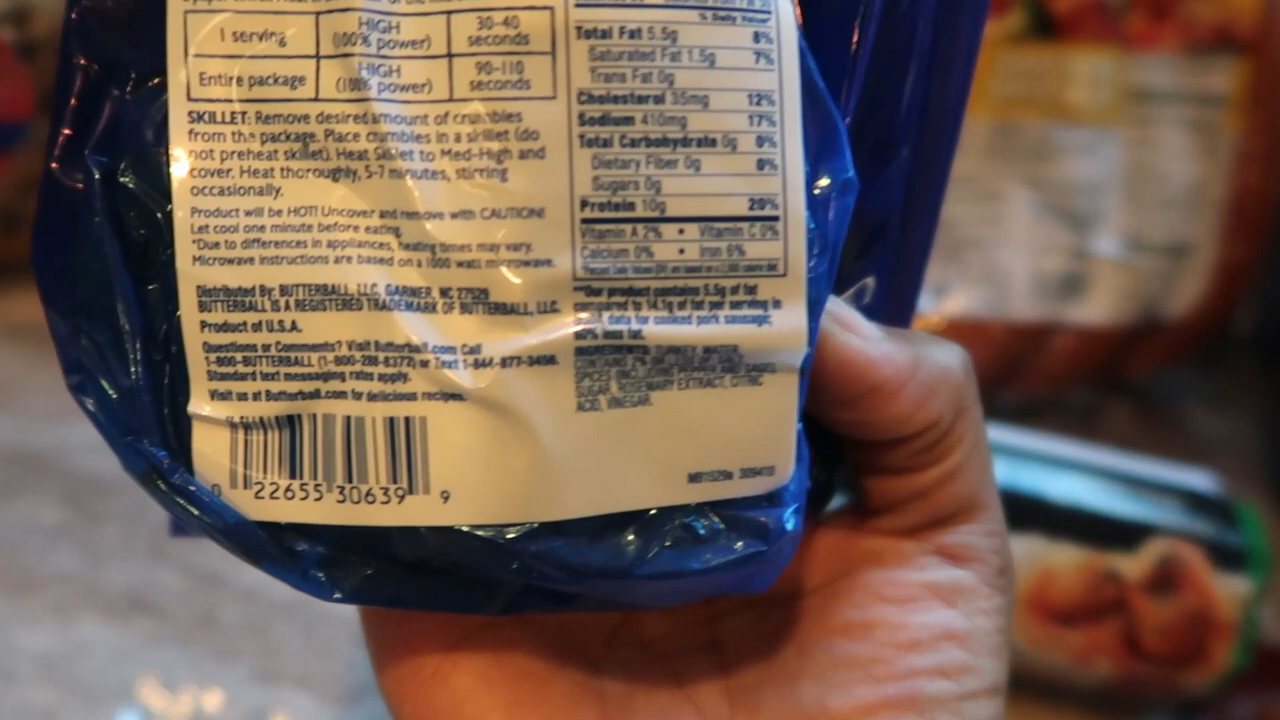 1 serving HIGH (100% power) 30-40 seconds
Entire package HIGH (100% power) 90-110 seconds
SKILLET: Remove desired amount of crumbles
from the package. Place crumbles in a skillet (do
not preheat skillet). Heat Skillet to Med-High and
cover. Heat thoroughly, 5-7 minutes, stirring
occasionally.
Product will be HOT! Uncover and remove with CAUTION!
Let cool one minute before eating.
*Due to differences in appliances, heating times may vary.
Microwave instructions are based on a 1000 watt microwave.
Distributed By: BUTTERBALL, LLC, GARNER, NC 27529
BUTTERBALL IS A REGISTERED TRADEMARK OF BUTTERBALL, LLC.
Product of U.S.A.
Questions or Comments? Visit Butterball.com Call
1-800-BUTTERBALL (1-800-288-8372) or Text 1-844-877-3456.
Standard text messaging rates apply.
Visit us at Butterball.com for delicious recipes.
0 22655 30639 9
% Daily Value*
Total Fat 5.5g 8%
Saturated Fat 1.5g 7%
Trans Fat 0g
Cholesterol 35mg 12%
Sodium 410mg 17%
Total Carbohydrate 0g 0%
Dietary Fiber 0g 0%
Sugars 0g
Protein 10g 20%
Vitamin A 2% • Vitamin C 0%
Calcium 0% • Iron 6%
**Our product contains 5.5g of fat
compared to 14.1g of fat per serving in
data for cooked pork sausage;
60% less fat.
INGREDIENTS: TURKEY, WATER,
ROSEMARY EXTRACT, CITRIC
ACID, VINEGAR.